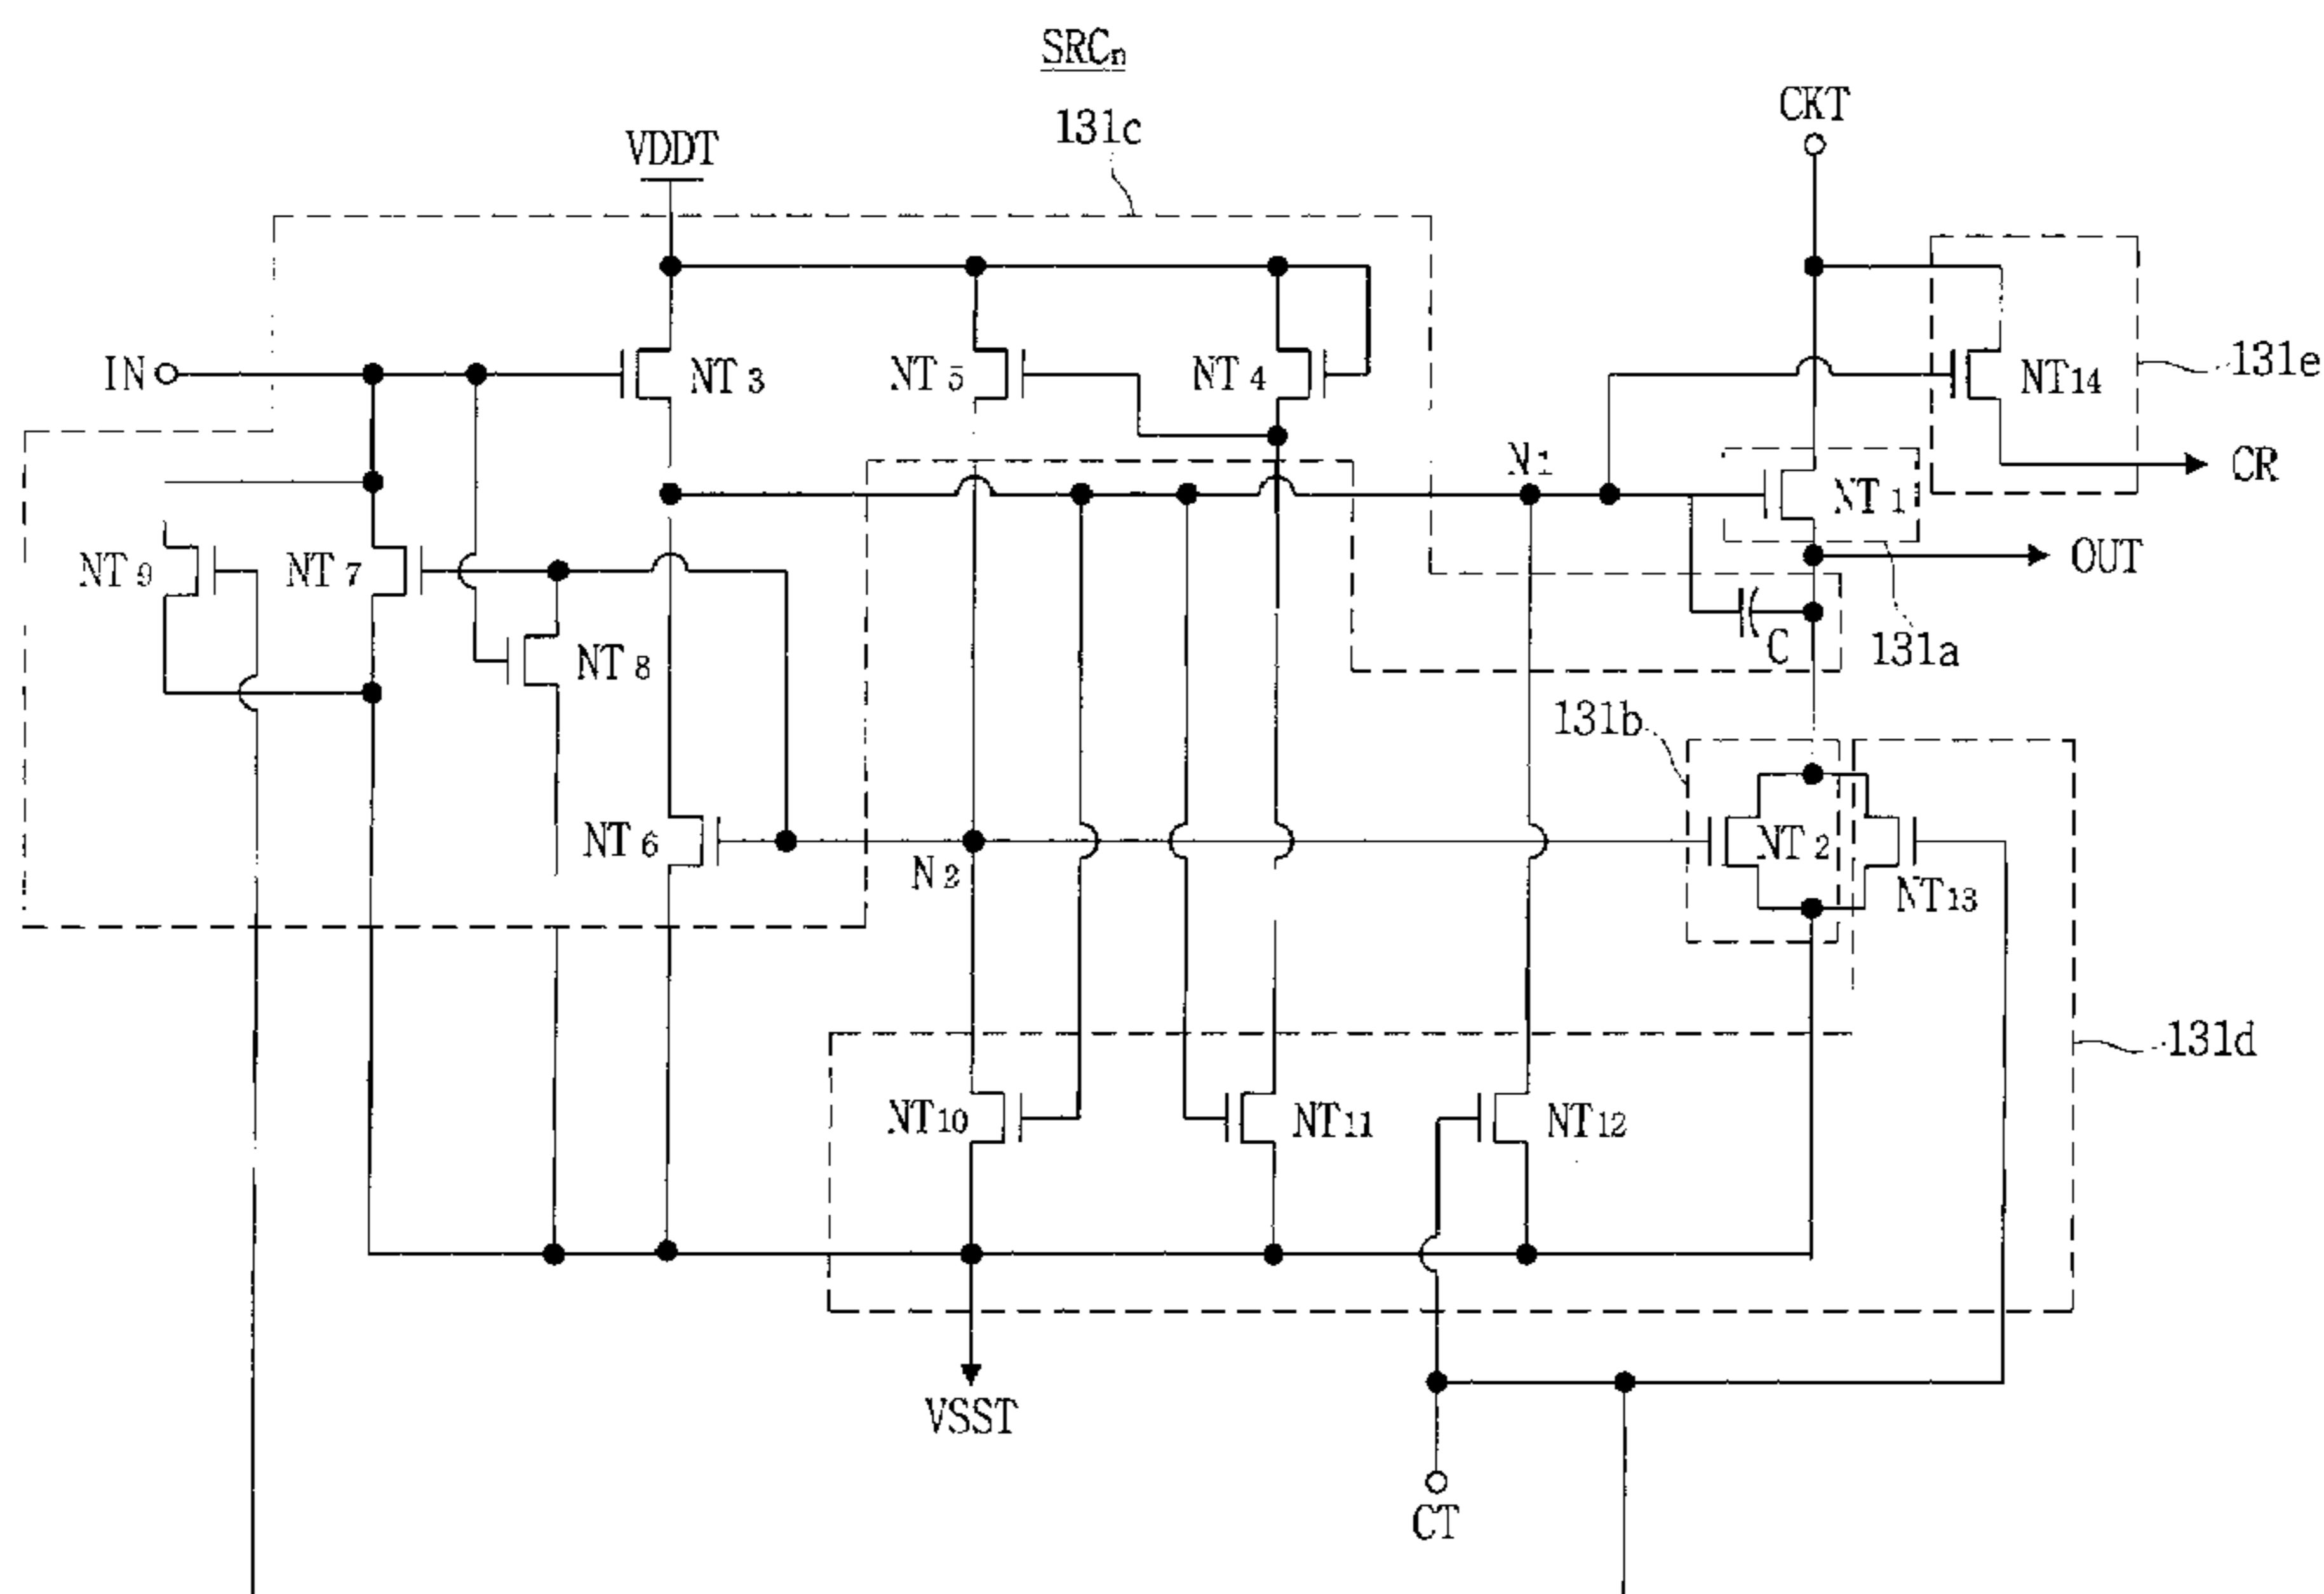 SRCn
CKT
131c
VDDT
IN
NT3
NT5
NT4
NT14
131e
N1
NT1
CR
OUT
NT9
NT7
NT8
C
131a
131b
NT6
N2
NT2
NT13
131d
NT10
NT11
NT12
VSST
CT